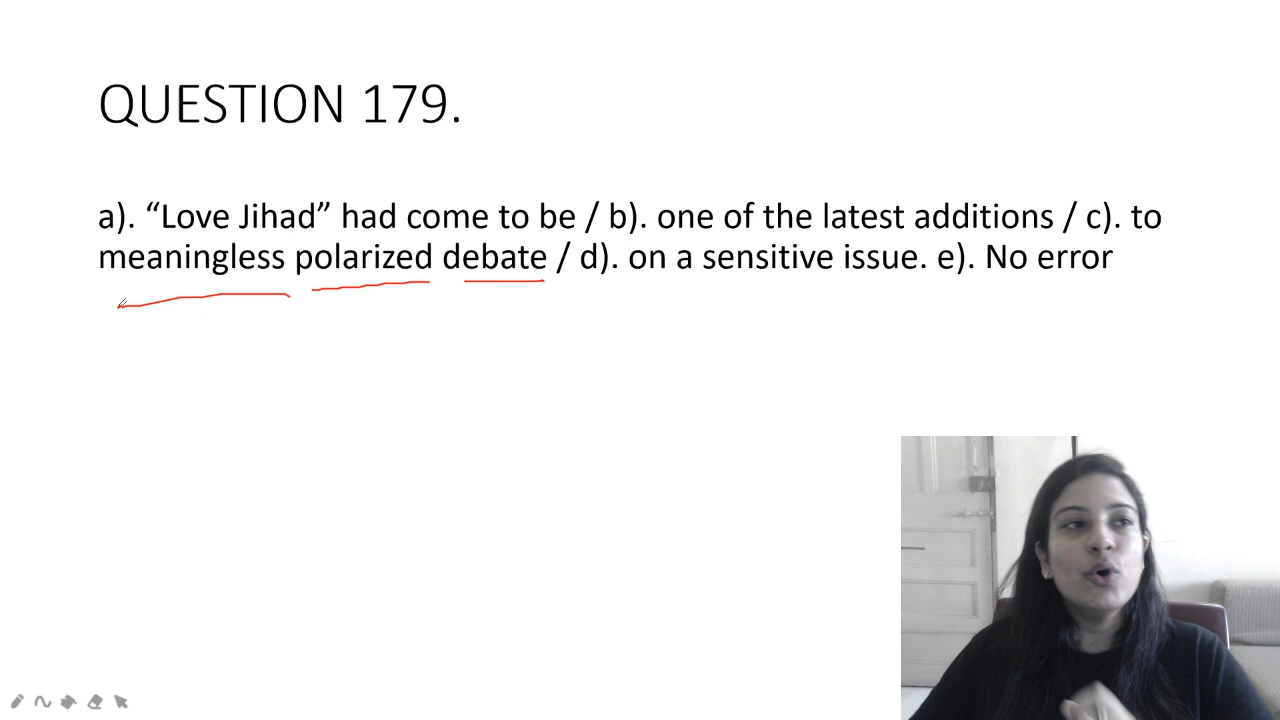 QUESTION 179.
a). “Love Jihad” had come to be / b). one of the latest additions / c). to
meaningless polarized debate / d). on a sensitive issue. e). No error